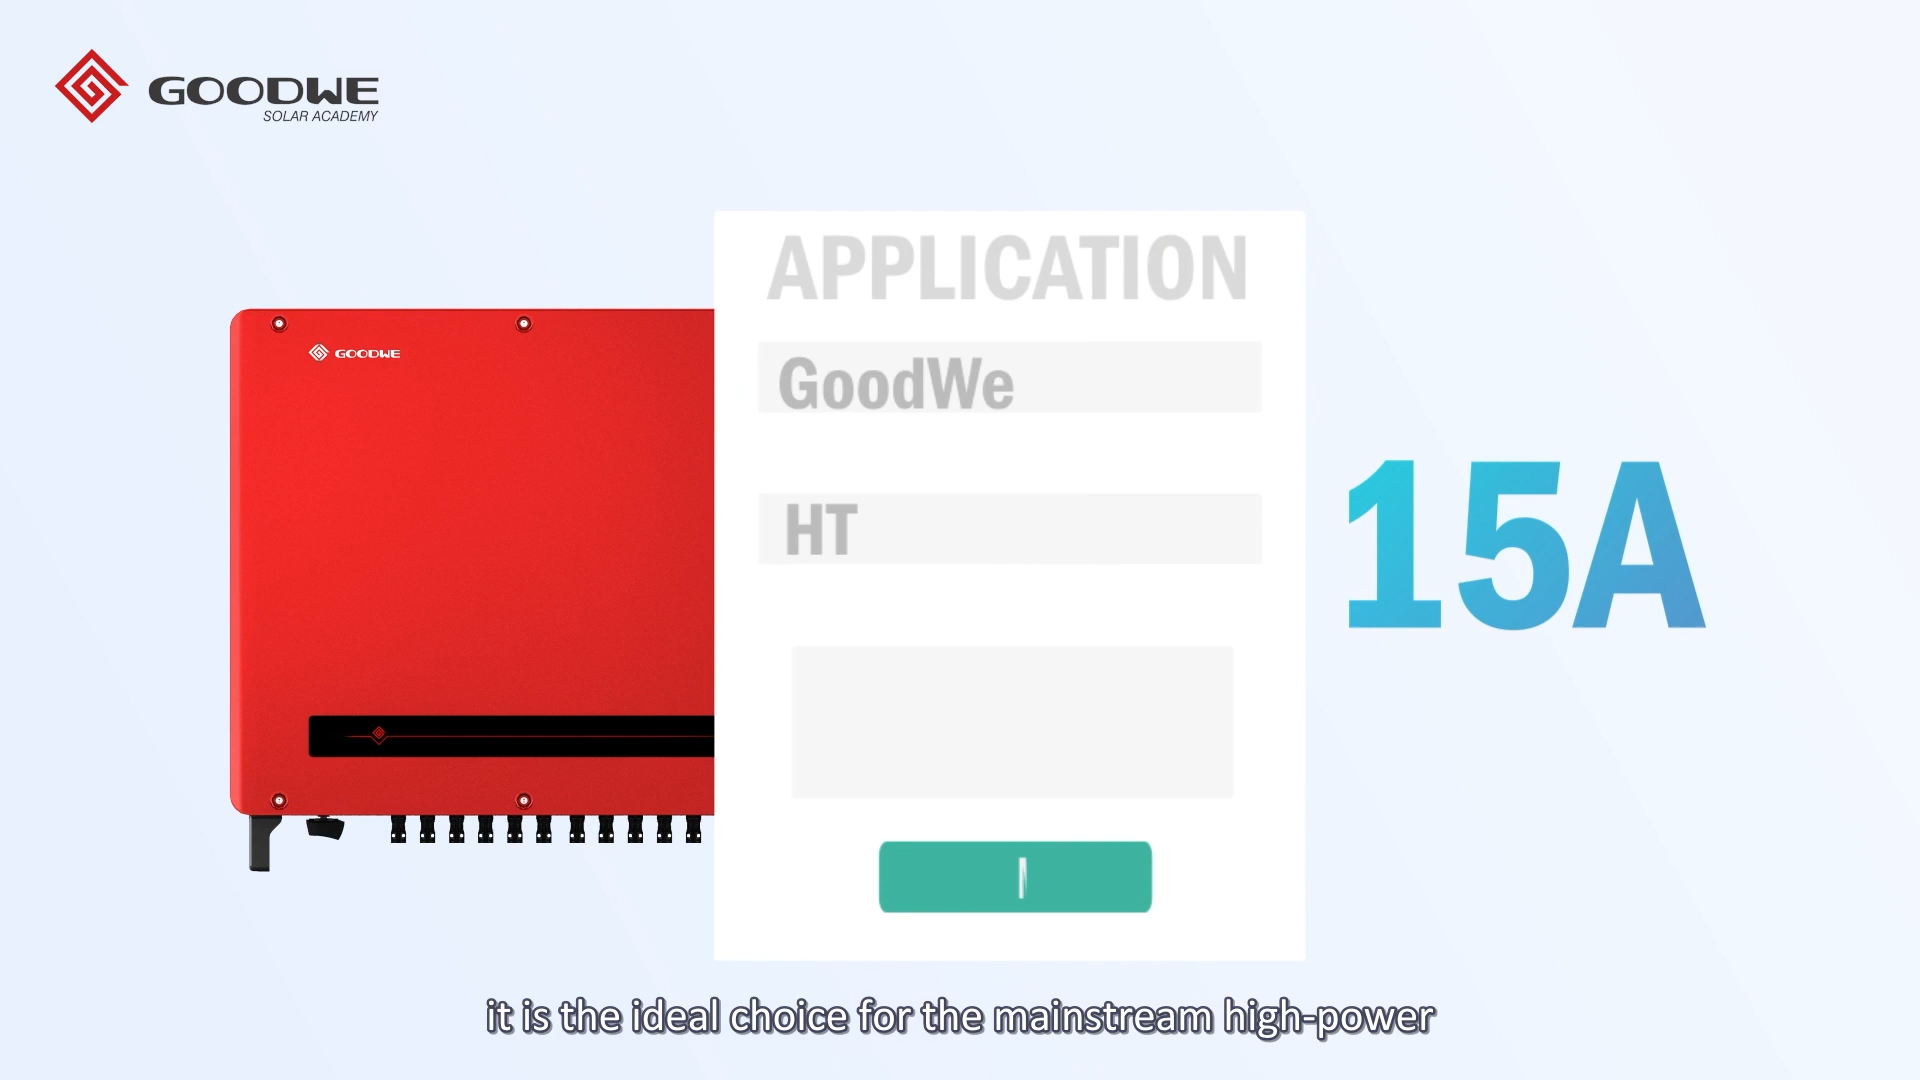 GOODWE
SOLAR ACADEMY
APPLICATION
GOODWE
GoodWe
HT
15A
it is the ideal choice for the mainstream high-power